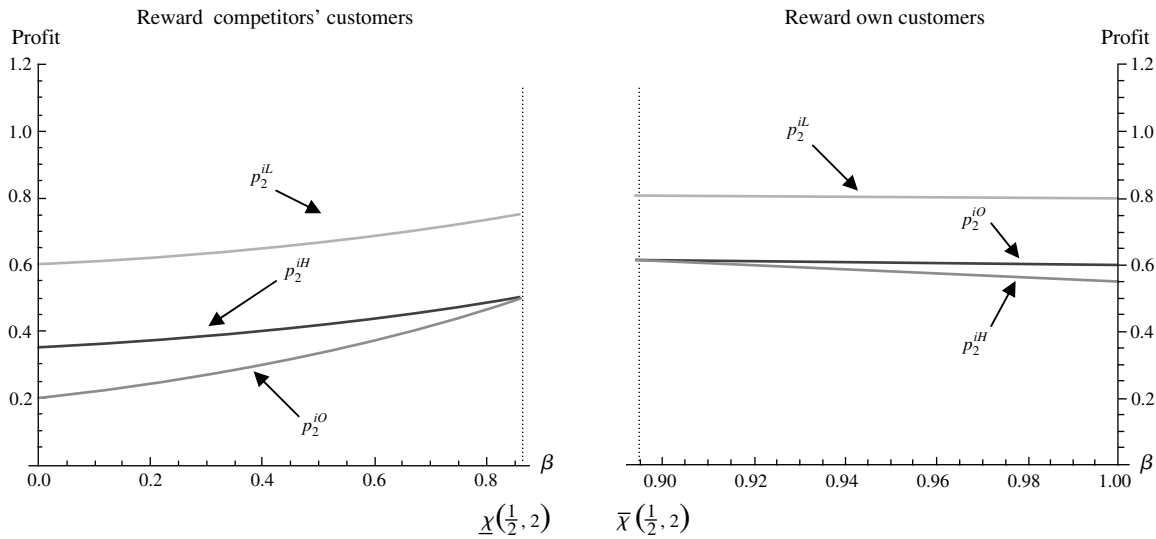 Reward competitors’ customers
Profit
1.2
1.0
0.8
0.6
0.4
0.2
p_2^{iL}
p_2^{iH}
p_2^{iO}
0.0 0.2 0.4 0.6 0.8 β
\underline{χ}(1/2, 2)
Reward own customers
Profit
1.2
1.0
0.8
0.6
0.4
0.2
p_2^{iL}
p_2^{iO}
p_2^{iH}
0.90 0.92 0.94 0.96 0.98 1.00 β
\overline{χ}(1/2, 2)